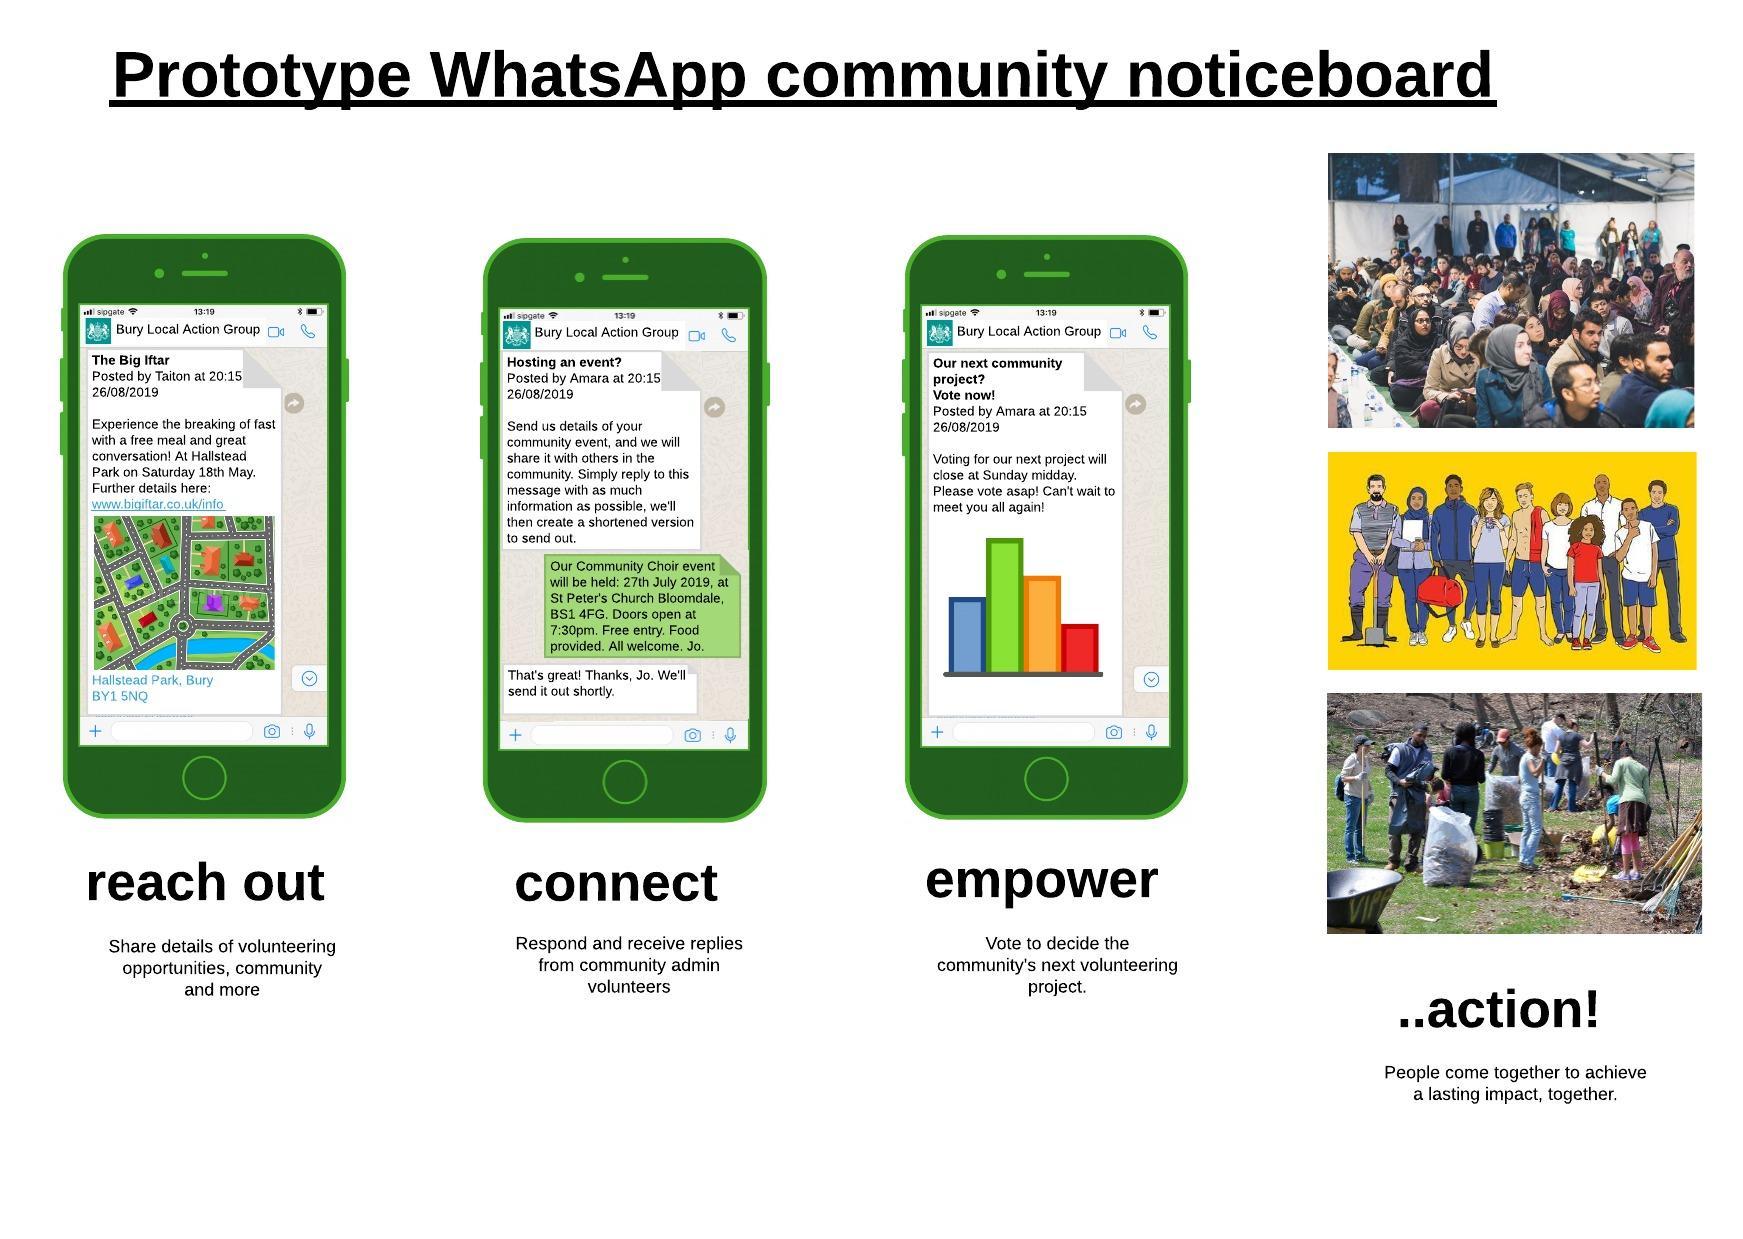 Prototype WhatsApp community noticeboard
sipgate
13:19
Bury Local Action Group
The Big Iftar
Posted by Taiton at 20:15
26/08/2019
Experience the breaking of fast
with a free meal and great
conversation! At Hallstead
Park on Saturday 18th May.
Further details here:
www.bigiftar.co.uk/info
Hallstead Park, Bury
BY1 5NQ
reach out
Share details of volunteering
opportunities, community
and more
sipgate
13:19
Bury Local Action Group
Hosting an event?
Posted by Amara at 20:15
26/08/2019
Send us details of your
community event, and we will
share it with others in the
community. Simply reply to this
message with as much
information as possible, we'll
then create a shortened version
to send out.
Our Community Choir event
will be held: 27th July 2019, at
St Peter's Church Bloomdale,
BS1 4FG. Doors open at
7:30pm. Free entry. Food
provided. All welcome. Jo.
That's great! Thanks, Jo. We'll
send it out shortly.
connect
Respond and receive replies
from community admin
volunteers
sipgate
13:19
Bury Local Action Group
Our next community
project?
Vote now!
Posted by Amara at 20:15
26/08/2019
Voting for our next project will
close at Sunday midday.
Please vote asap! Can't wait to
meet you all again!
empower
Vote to decide the
community's next volunteering
project.
..action!
People come together to achieve
a lasting impact, together.